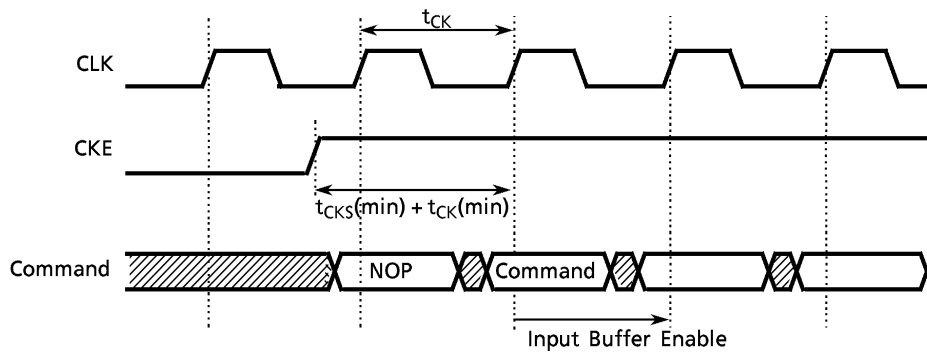 tCK
CLK
CKE
tCKS(min) + tCK(min)
Command
NOP
Command
Input Buffer Enable